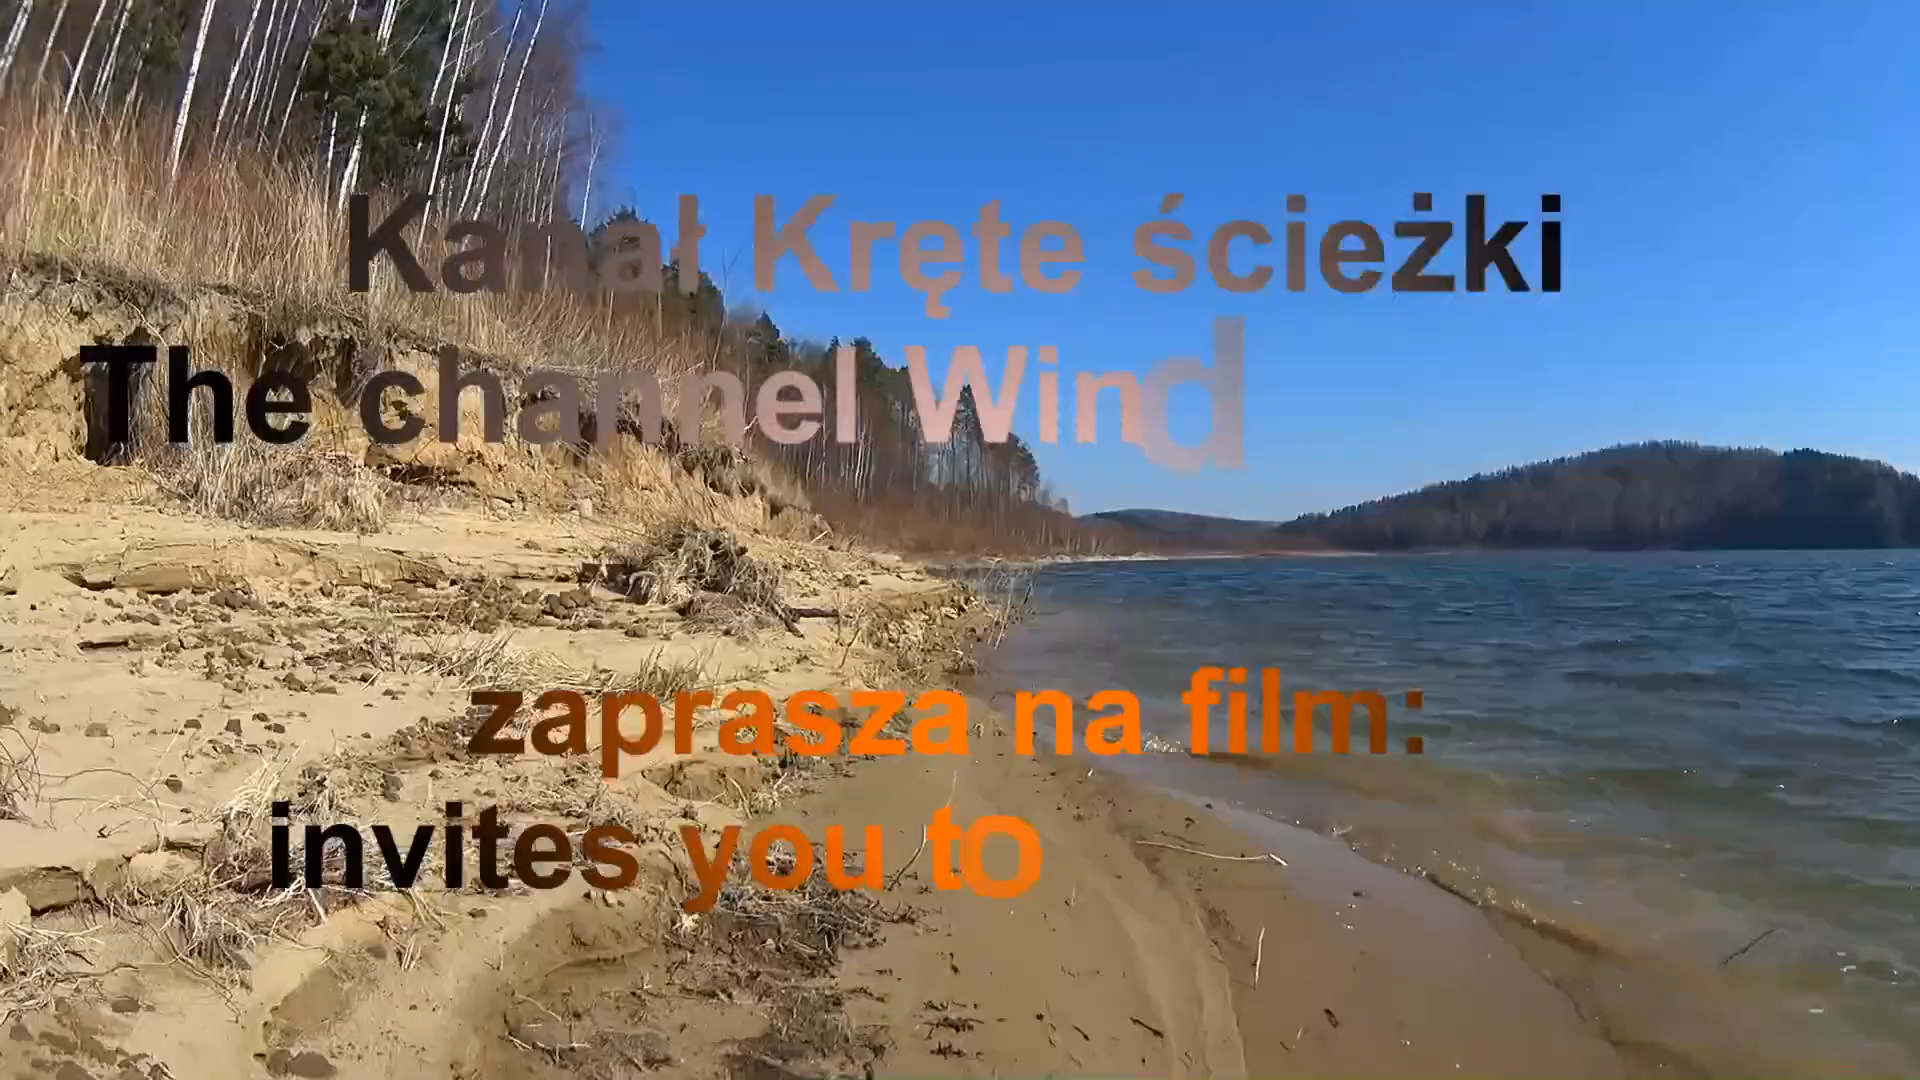 Kanał Kręte ścieżki
The channel Wind
zaprasza na film:
invites you to